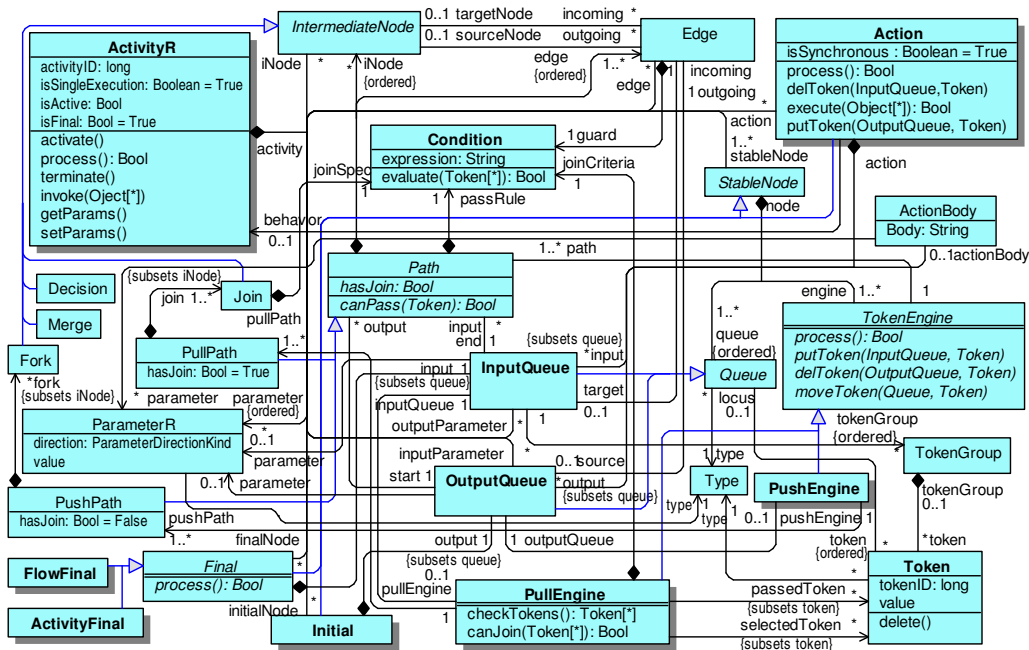 IntermediateNode
0..1 targetNode incoming *
0..1 sourceNode outgoing *
Edge
Action
isSynchronous : Boolean = True
process(): Bool
delToken(InputQueue,Token)
execute(Object[*]): Bool
putToken(OutputQueue, Token)
ActivityR
activityID: long
isSingleExecution: Boolean = True
isActive: Bool
isFinal: Bool = True
activate()
process(): Bool
terminate()
invoke(Oject[*])
getParams()
setParams()
iNode
*
* iNode
{ordered}
edge
{ordered}
1..*
*
edge
incoming
1 outgoing
*
action
activity
Condition
expression: String
evaluate(Token[*]): Bool
1 guard
joinSpec
1
joinCriteria
1
1 passRule
1..*
stableNode
StableNode
node
action
behavior
0..1
ActionBody
Body: String
0..1 actionBody
1..* path
1
Path
hasJoin: Bool
canPass(Token): Bool
{subsets iNode}
Decision
Merge
Fork
Join
join 1..*
*
pullPath
engine 1..*
TokenEngine
process(): Bool
putToken(InputQueue, Token)
delToken(OutputQueue, Token)
moveToken(Queue, Token)
1..*
* output
input *
end 1
{subsets queue}
* input
queue
{ordered}
PullPath
hasJoin: Bool = True
1..*
InputQueue
Queue
*fork
{subsets iNode}
* parameter
parameter
{ordered}
*
input 1
{subsets queue}
inputQueue 1
target
0..1
locus
0..1
ParameterR
direction: ParameterDirectionKind
value
0..1
parameter
outputParameter
*
1
tokenGroup
{ordered}
*
TokenGroup
inputParameter
*
0..1 source
0..1
parameter
start 1
OutputQueue
* output
{subsets queue}
1 type
Type
PushEngine
tokenGroup
0..1
PushPath
hasJoin: Bool = False
pushPath
1..*
type 1
type
1
0..1
pushEngine 1
finalNode
*
output 1
{subsets queue}
1 outputQueue
token
{ordered}
*
*token
FlowFinal
Final
process(): Bool
0..1
pullEngine
1
PullEngine
checkTokens(): Token[*]
canJoin(Token[*]): Bool
*
passedToken *
{subsets token}
selectedToken *
{subsets token}
Token
tokenID: long
value
delete()
ActivityFinal
initialNode
*
Initial